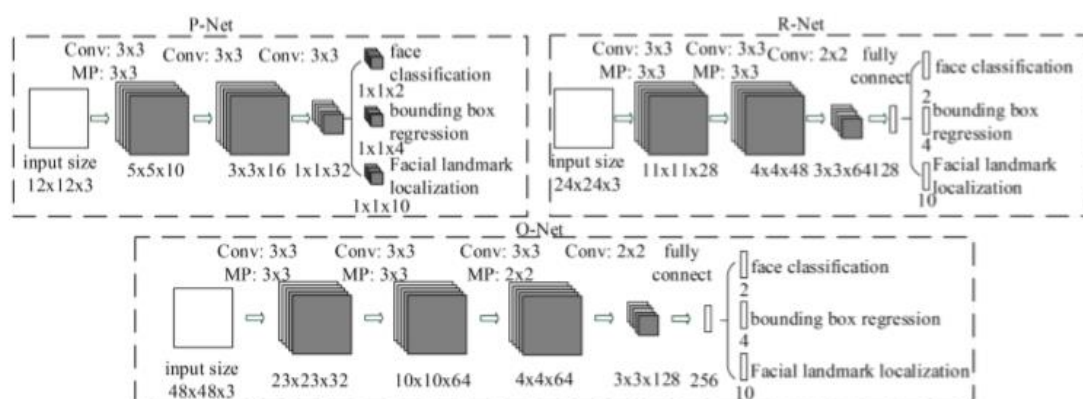 P-Net
Conv: 3x3 Conv: 3x3 Conv: 3x3
MP: 3x3
face
classification
1x1x2
bounding box
regression
1x1x4
Facial landmark
localization
1x1x10
input size
12x12x3
5x5x10
3x3x16
1x1x32
R-Net
Conv: 3x3 Conv: 3x3 Conv: 2x2 fully
MP: 3x3 MP: 3x3 connect
face classification
2
bounding box
regression
4
Facial landmark
localization
10
input size
24x24x3
11x11x28
4x4x48
3x3x64
128
O-Net
Conv: 3x3 Conv: 3x3 Conv: 3x3 Conv: 2x2 fully
MP: 3x3 MP: 3x3 MP: 2x2 connect
face classification
2
bounding box regression
4
Facial landmark localization
10
input size
48x48x3
23x23x32
10x10x64
4x4x64
3x3x128
256